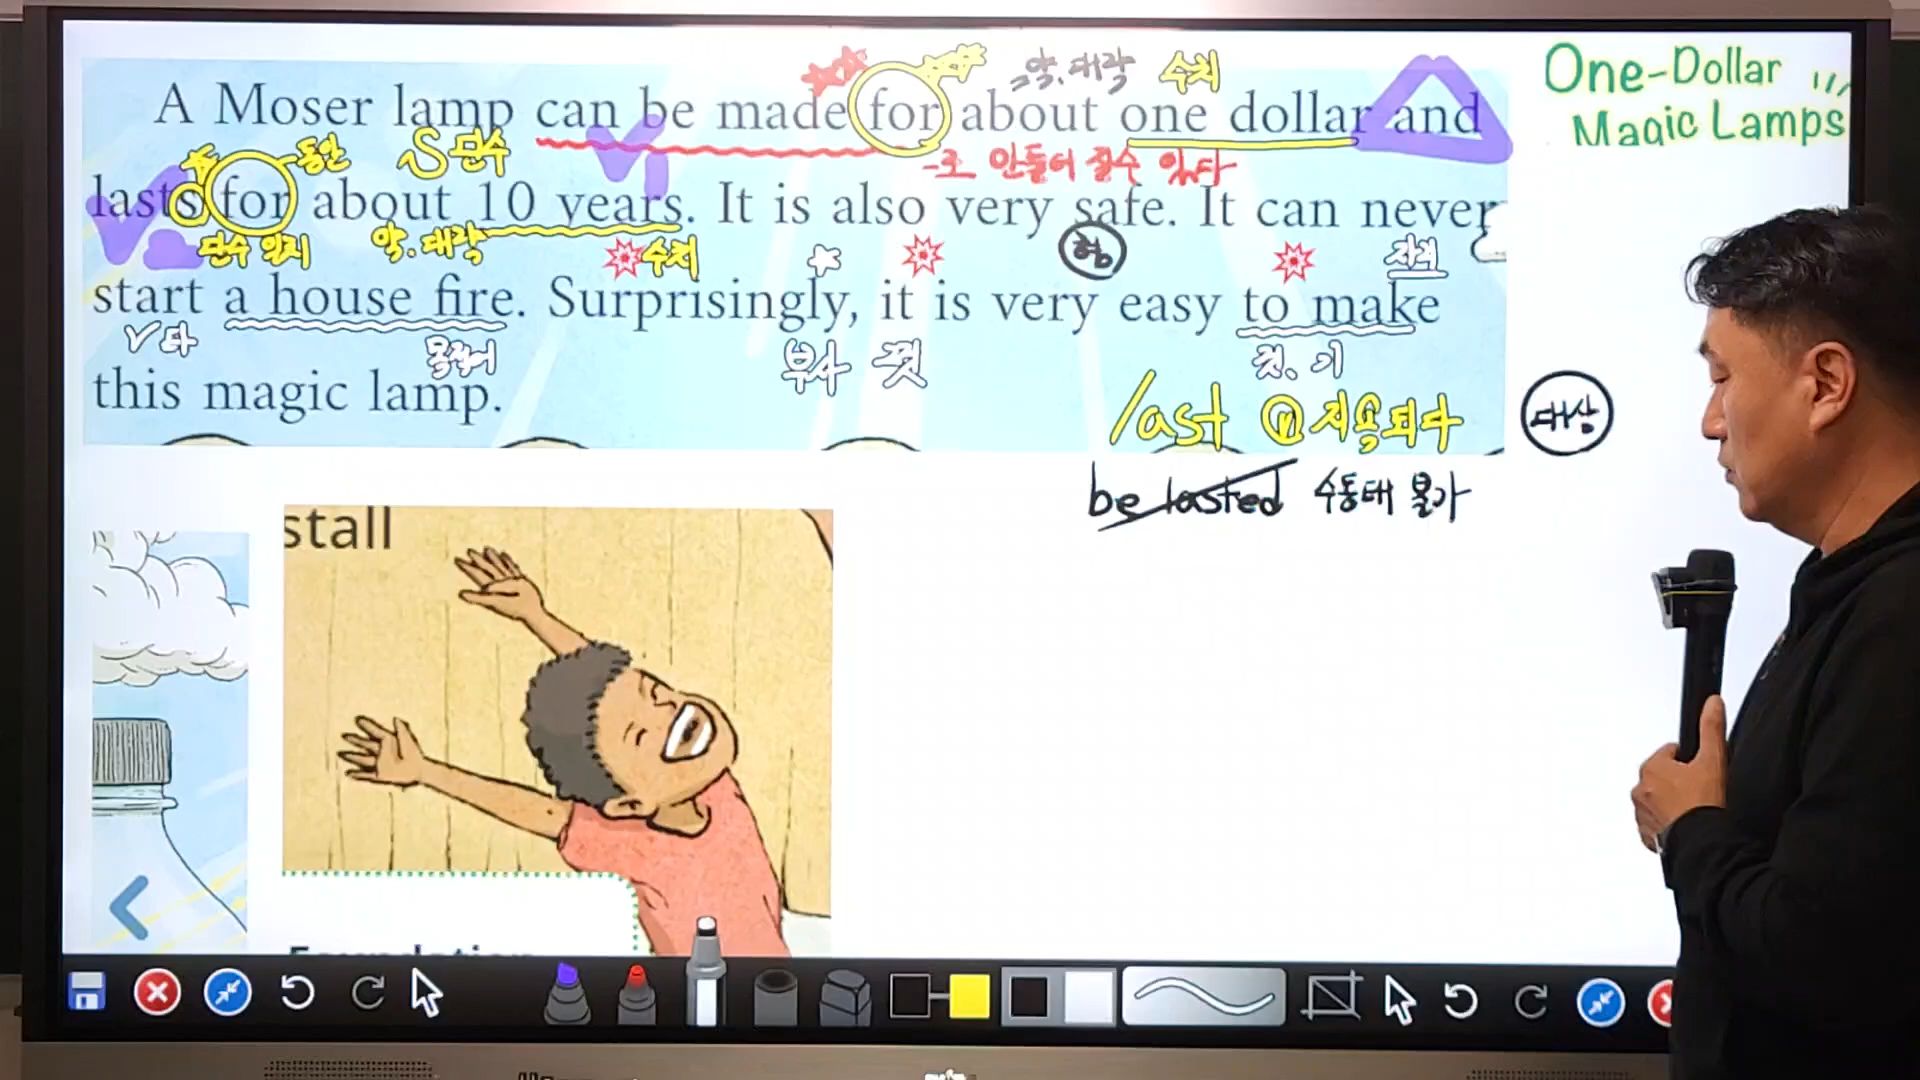 One-Dollar
Magic Lamps
약.대략 수치
A Moser lamp can be made for about one dollar and
동안 S단수 -로 만들어 질수 있다
lasts for about 10 years. It is also very safe. It can never
단수 일치 약.대략 수치 형
start a house fire. Surprisingly, it is very easy to make
V타 목적어 부사 것 것. 기
this magic lamp.
last ⓥ지속되다 대상
be lasted 수동태 불가
stall